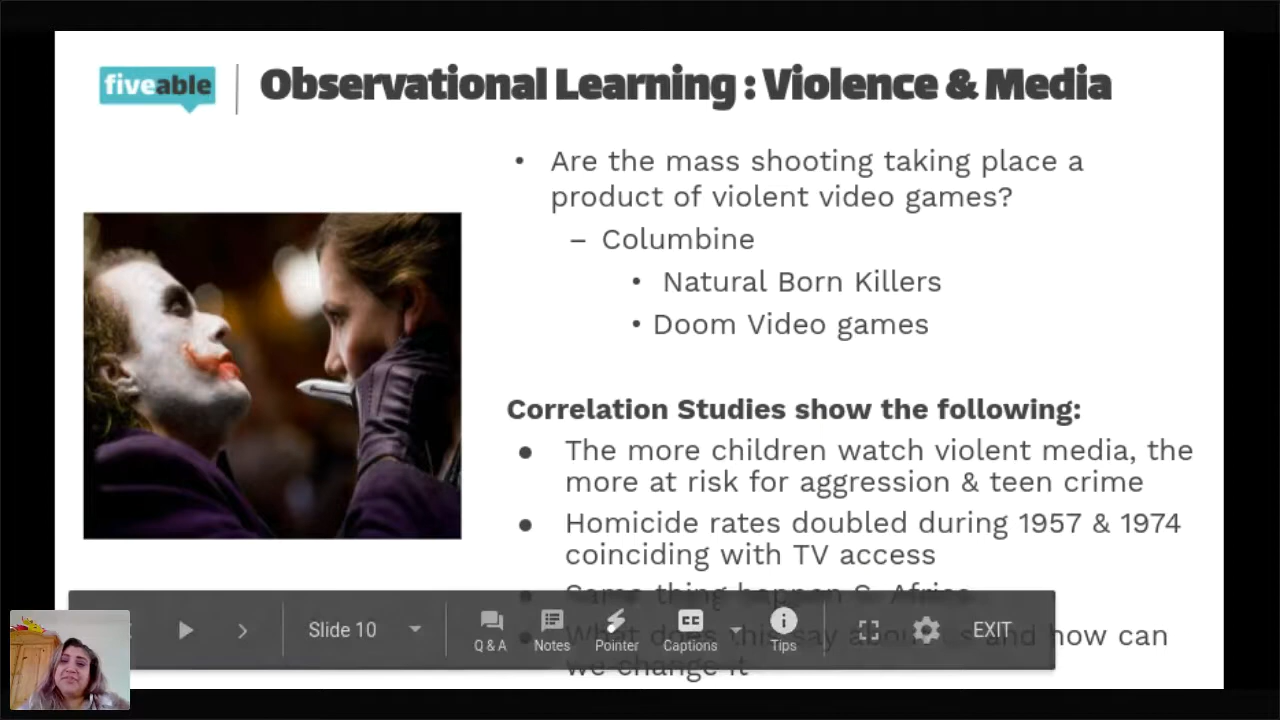 fiveable
Observational Learning : Violence & Media
• Are the mass shooting taking place a
product of violent video games?
– Columbine
• Natural Born Killers
• Doom Video games
Correlation Studies show the following:
● The more children watch violent media, the
more at risk for aggression & teen crime
● Homicide rates doubled during 1957 & 1974
coinciding with TV access
● Same thing happen S. Africa
● What does this say about us and how can
we change it
Slide 10
Q & A
Notes
Pointer
CC
Captions
Tips
EXIT